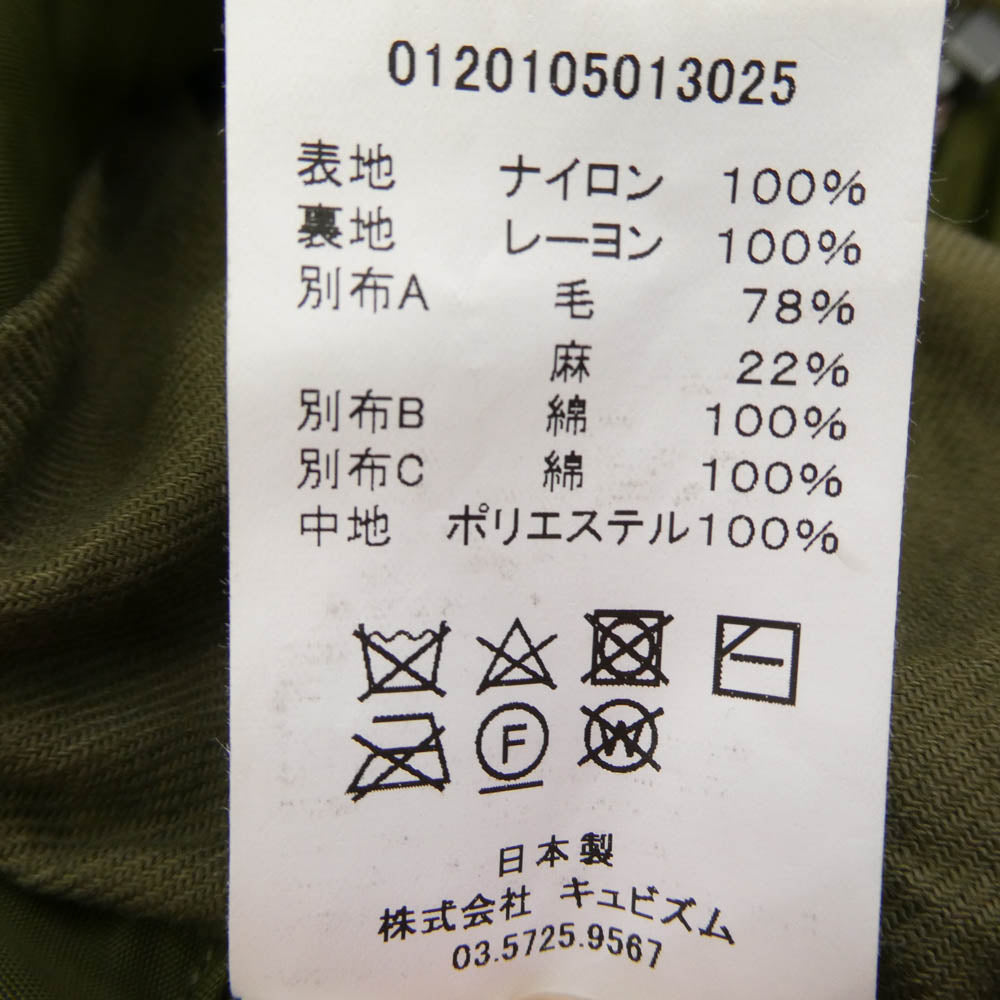 0120105013025
表地 ナイロン 100%
裏地 レーヨン 100%
別布A 毛 78%
麻 22%
別布B 綿 100%
別布C 綿 100%
中地 ポリエステル100%
F W
日本製
株式会社 キュビズム
03.5725.9567